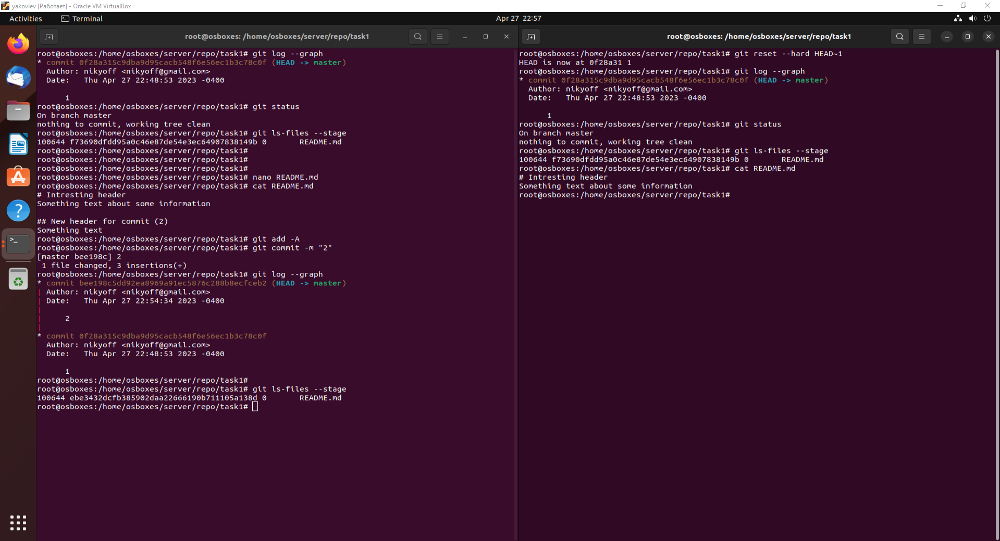 yakovlev [Работает] - Oracle VM VirtualBox
Activities
Terminal
Apr 27 22:57
root@osboxes: /home/osboxes/server/repo/task1
root@osboxes:/home/osboxes/server/repo/task1# git log --graph
* commit 0f28a315c9dba9d95cacb548f6e56ec1b3c78c0f (HEAD -> master)
Author: nikyoff <nikyoff@gmail.com>
Date:   Thu Apr 27 22:48:53 2023 -0400
1
root@osboxes:/home/osboxes/server/repo/task1# git status
On branch master
nothing to commit, working tree clean
root@osboxes:/home/osboxes/server/repo/task1# git ls-files --stage
100644 f73690dfdd95a0c46e87de54e3ec64907838149b 0       README.md
root@osboxes:/home/osboxes/server/repo/task1#
root@osboxes:/home/osboxes/server/repo/task1#
root@osboxes:/home/osboxes/server/repo/task1#
root@osboxes:/home/osboxes/server/repo/task1# nano README.md
root@osboxes:/home/osboxes/server/repo/task1# cat README.md
# Intresting header
Something text about some information
## New header for commit (2)
Something text
root@osboxes:/home/osboxes/server/repo/task1# git add -A
root@osboxes:/home/osboxes/server/repo/task1# git commit -m "2"
[master bee198c] 2
1 file changed, 3 insertions(+)
root@osboxes:/home/osboxes/server/repo/task1# git log --graph
* commit bee198c5dd92ea8969a91ec5876c288b8ecfceb2 (HEAD -> master)
| Author: nikyoff <nikyoff@gmail.com>
| Date:   Thu Apr 27 22:54:34 2023 -0400
|
|     2
|
* commit 0f28a315c9dba9d95cacb548f6e56ec1b3c78c0f
Author: nikyoff <nikyoff@gmail.com>
Date:   Thu Apr 27 22:48:53 2023 -0400
1
root@osboxes:/home/osboxes/server/repo/task1#
root@osboxes:/home/osboxes/server/repo/task1# git ls-files --stage
100644 ebe3432dcfb385902daa22666190b711105a138d 0       README.md
root@osboxes:/home/osboxes/server/repo/task1#
root@osboxes: /home/osboxes/server/repo/task1
root@osboxes:/home/osboxes/server/repo/task1# git reset --hard HEAD~1
HEAD is now at 0f28a31 1
root@osboxes:/home/osboxes/server/repo/task1# git log --graph
* commit 0f28a315c9dba9d95cacb548f6e56ec1b3c78c0f (HEAD -> master)
Author: nikyoff <nikyoff@gmail.com>
Date:   Thu Apr 27 22:48:53 2023 -0400
1
root@osboxes:/home/osboxes/server/repo/task1# git status
On branch master
nothing to commit, working tree clean
root@osboxes:/home/osboxes/server/repo/task1# git ls-files --stage
100644 f73690dfdd95a0c46e87de54e3ec64907838149b 0       README.md
root@osboxes:/home/osboxes/server/repo/task1# cat README.md
# Intresting header
Something text about some information
root@osboxes:/home/osboxes/server/repo/task1#